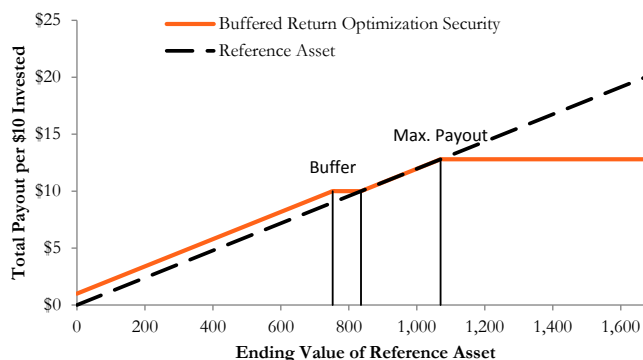 $25
Buffered Return Optimization Security
Reference Asset
$20
$15
Max. Payout
Buffer
$10
$5
$0
0 200 400 600 800 1,000 1,200 1,400 1,600
Total Payout per $10 Invested
Ending Value of Reference Asset